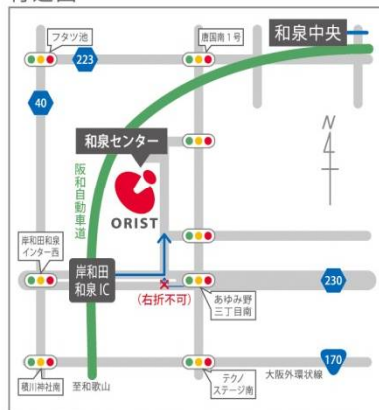 和泉中央
フタツ池
223
唐国南1号
40
和泉センター
N
阪和自動車道
ORIST
岸和田和泉
インター西
岸和田
和泉IC
(右折不可)
あゆみ野
三丁目南
230
積川神社南
至和歌山
テクノ
ステージ南
大阪外環状線
170